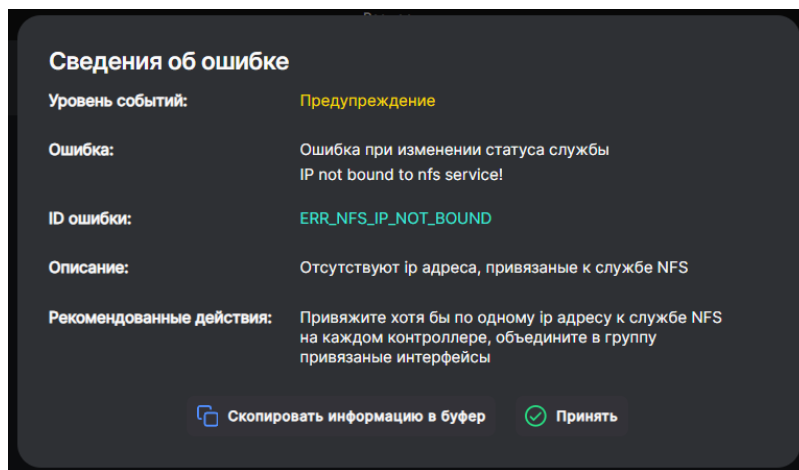 Сведения об ошибке
Уровень событий: Предупреждение
Ошибка: Ошибка при изменении статуса службы
IP not bound to nfs service!
ID ошибки: ERR_NFS_IP_NOT_BOUND
Описание: Отсутствуют ip адреса, привязаные к службе NFS
Рекомендованные действия: Привяжите хотя бы по одному ip адресу к службе NFS
на каждом контроллере, объедините в группу
привязаные интерфейсы
Скопировать информацию в буфер Принять